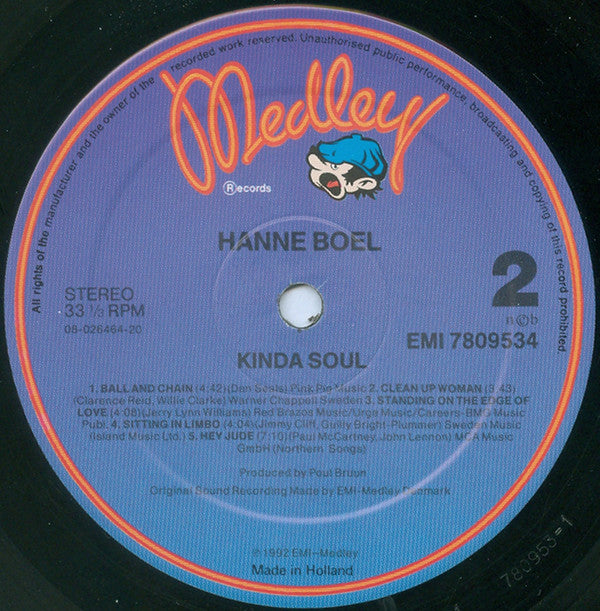 All rights of the manufacturer and the owner of the recorded work reserved. Unauthorised public performance, broadcasting and copying of this record prohibited.
Medley
Records
HANNE BOEL
STEREO
33 1/3 RPM
08-026464-20
2
n©b
EMI 7809534
KINDA SOUL
1. BALL AND CHAIN (4:42)(Dan Seals) Pink Pig Music 2. CLEAN UP WOMAN (3:43)
(Clarence Reid, Willie Clarke) Warner Chappell Sweden 3. STANDING ON THE EDGE OF
LOVE (4:08)(Jerry Lynn Williams) Red Brazos Music/Urge Music/Careers-BMG Music
Publ. 4. SITTING IN LIMBO (4:04)(Jimmy Cliff, Guilly Bright-Plummer) Sweden Music
(Island Music Ltd.) 5. HEY JUDE (7:10)(Paul McCartney, John Lennon) MCA Music
GmbH (Northern Songs)
Produced by Poul Bruun
Original Sound Recording Made by EMI-Medley Denmark
℗ 1992 EMI-Medley
Made in Holland
780953-1